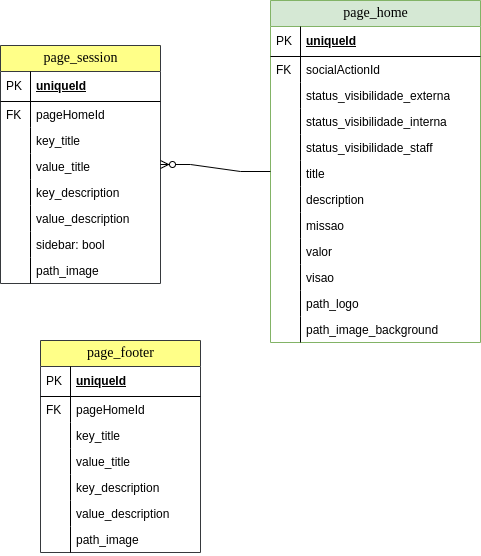 page_home
PK uniqueId
FK socialActionId
status_visibilidade_externa
status_visibilidade_interna
status_visibilidade_staff
title
description
missao
valor
visao
path_logo
path_image_background
page_session
PK uniqueId
FK pageHomeId
key_title
value_title
key_description
value_description
sidebar: bool
path_image
page_footer
PK uniqueId
FK pageHomeId
key_title
value_title
key_description
value_description
path_image